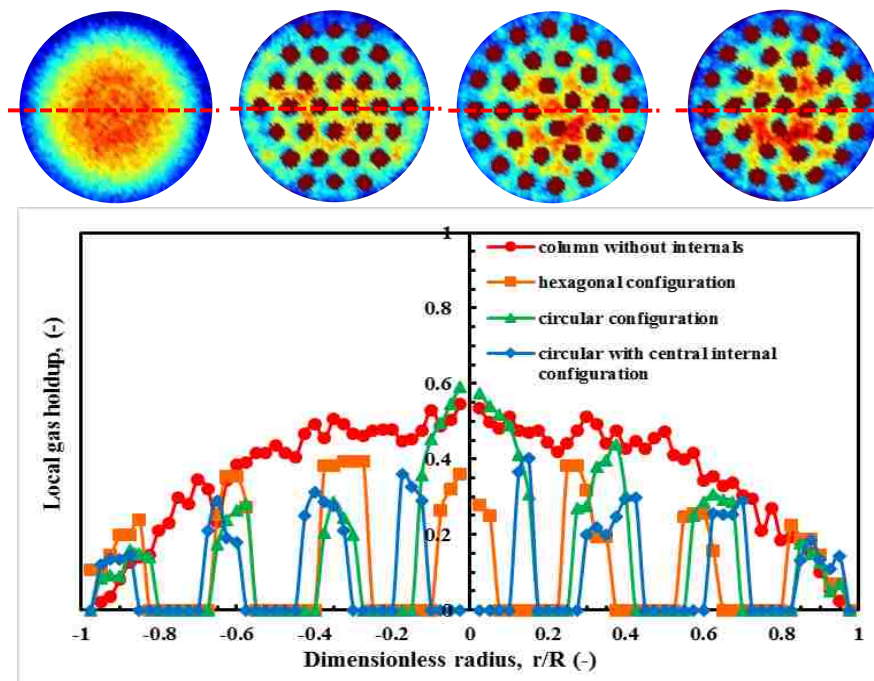 1
column without internals
hexagonal configuration
0.8
circular configuration
circular with central internal
configuration
0.6
0.4
0.2
0
-1
-0.8
-0.6
-0.4
-0.2
0
0.2
0.4
0.6
0.8
1
Local gas holdup, (-)
Dimensionless radius, r/R (-)